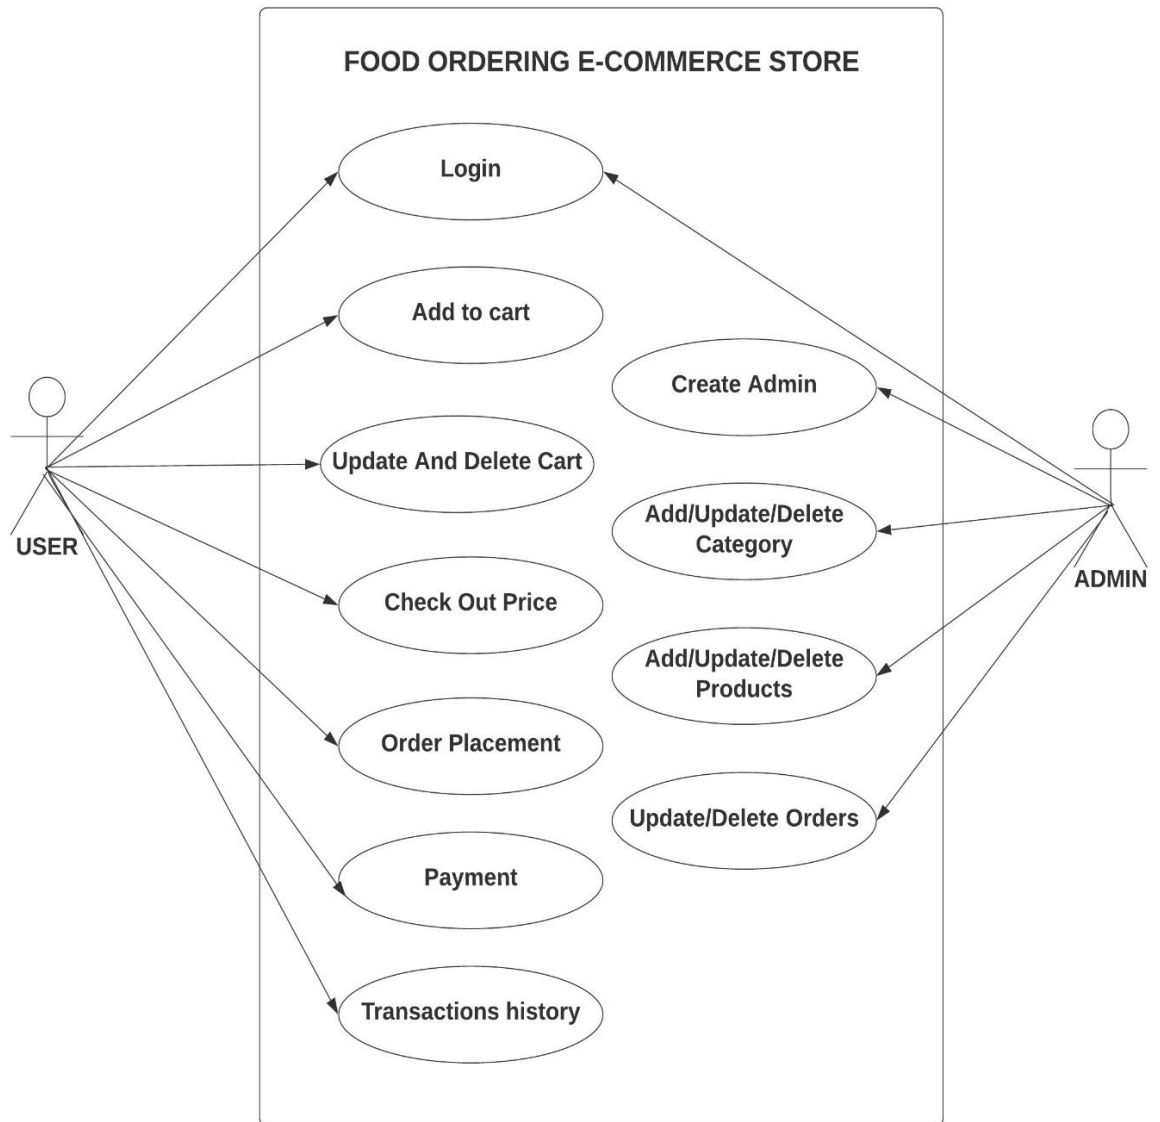 FOOD ORDERING E-COMMERCE STORE
Login
Add to cart
Create Admin
Update And Delete Cart
Add/Update/Delete
Category
USER
ADMIN
Check Out Price
Add/Update/Delete
Products
Order Placement
Update/Delete Orders
Payment
Transactions history